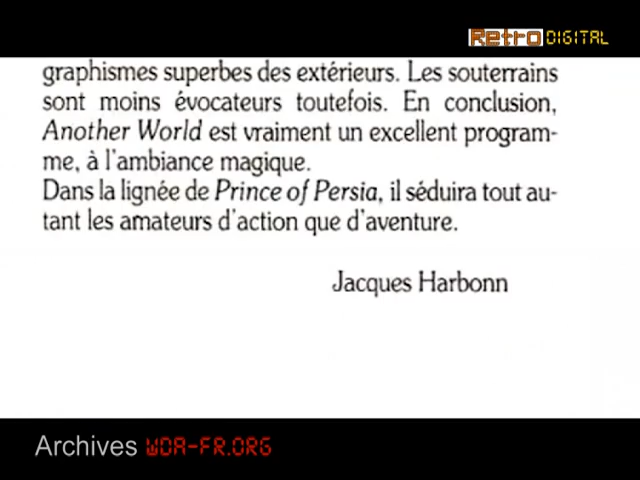 Retro DIGITAL
graphismes superbes des extérieurs. Les souterrains
sont moins évocateurs toutefois. En conclusion,
Another World est vraiment un excellent program-
me, à l'ambiance magique.
Dans la lignée de Prince of Persia, il séduira tout au-
tant les amateurs d'action que d'aventure.
Jacques Harbonn
Archives WDA-FR.ORG